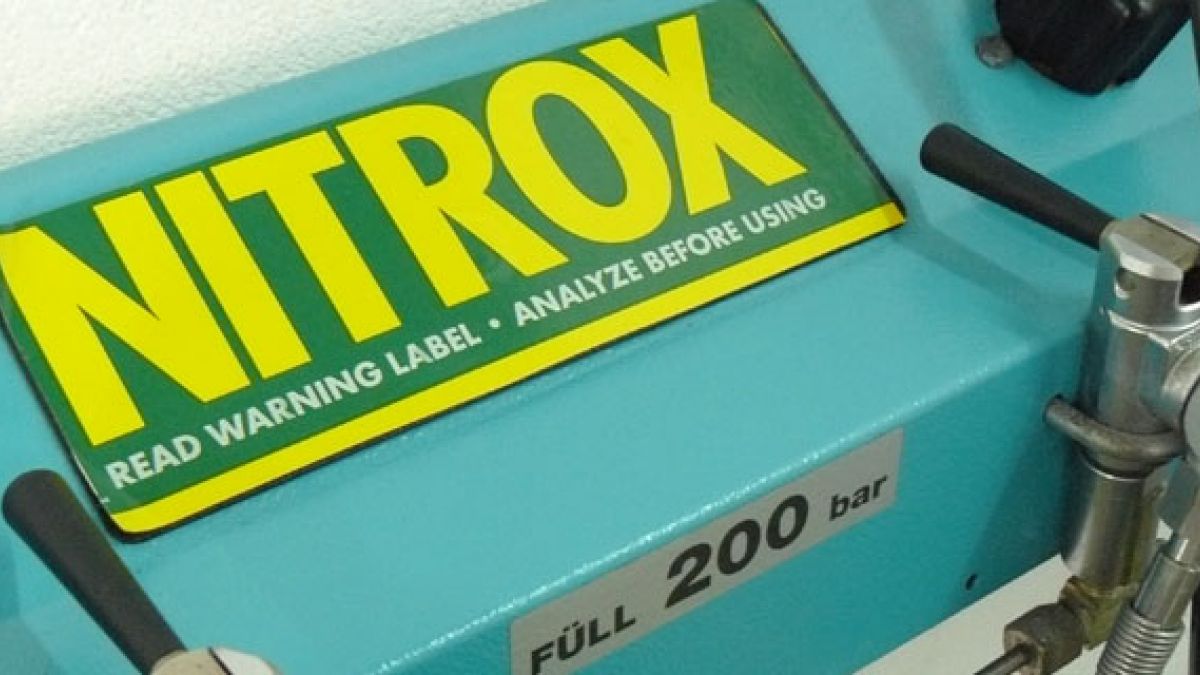 NITROX
READ WARNING LABEL • ANALYZE BEFORE USING
FÜLL 200 bar